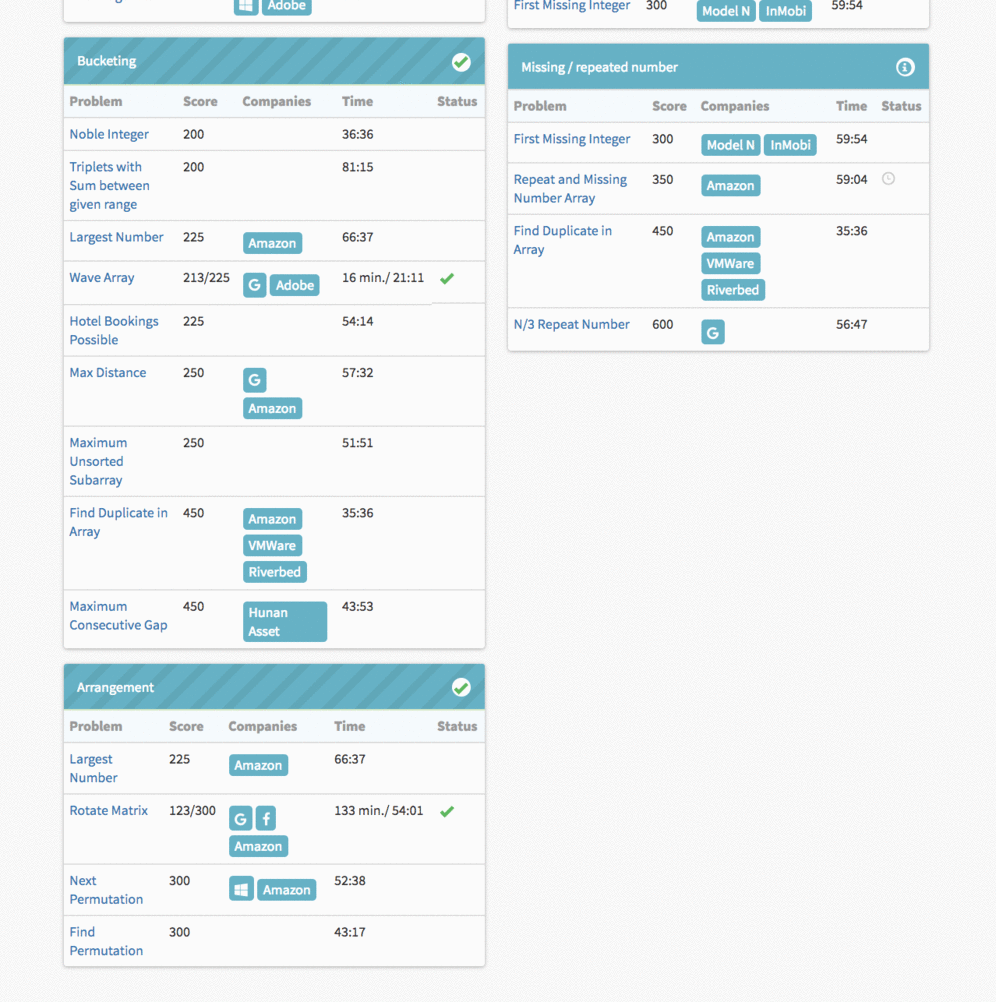 Adobe
Bucketing
Problem Score Companies Time Status
Noble Integer 200 36:36
Triplets with 200 81:15
Sum between
given range
Largest Number 225 Amazon 66:37
Wave Array 213/225 G Adobe 16 min./ 21:11
Hotel Bookings 225 54:14
Possible
Max Distance 250 G 57:32
Amazon
Maximum 250 51:51
Unsorted
Subarray
Find Duplicate in 450 Amazon 35:36
Array
VMWare
Riverbed
Maximum 450 Hunan 43:53
Consecutive Gap Asset
Arrangement
Problem Score Companies Time Status
Largest 225 Amazon 66:37
Number
Rotate Matrix 123/300 G f 133 min./ 54:01
Amazon
Next 300 Amazon 52:38
Permutation
Find 300 43:17
Permutation
First Missing Integer 300 Model N InMobi 59:54
Missing / repeated number
Problem Score Companies Time Status
First Missing Integer 300 Model N InMobi 59:54
Repeat and Missing 350 Amazon 59:04
Number Array
Find Duplicate in 450 Amazon 35:36
Array
VMWare
Riverbed
N/3 Repeat Number 600 G 56:47